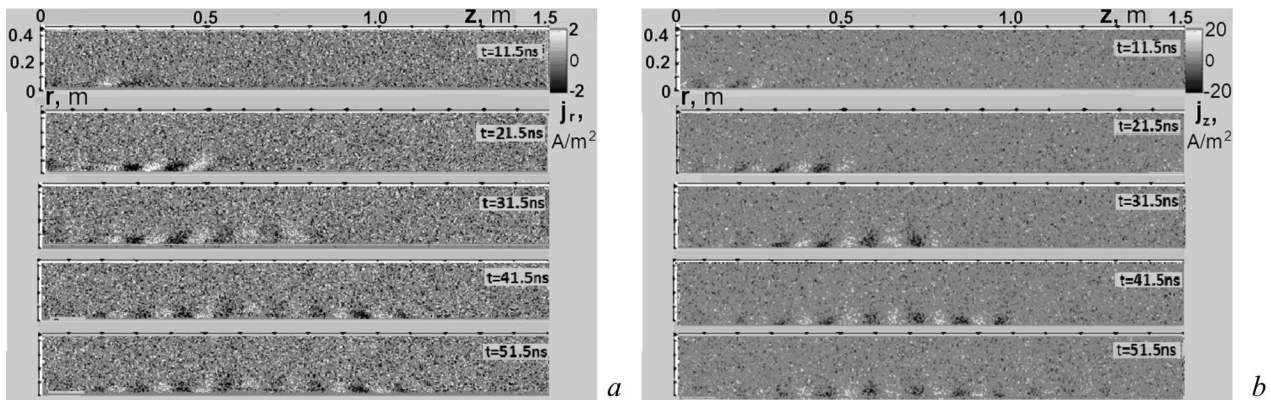 0 0.5 z, m 1.0 1.5
0.4
0.2
0
t=11.5ns
2
0
-2
r, m
j r,
A/m²
t=21.5ns
t=31.5ns
t=41.5ns
t=51.5ns
a
0 0.5 1.0 z, m 1.5
0.4
0.2
0
t=11.5ns
20
0
-20
r, m
j z,
A/m²
t=21.5ns
t=31.5ns
t=41.5ns
t=51.5ns
b